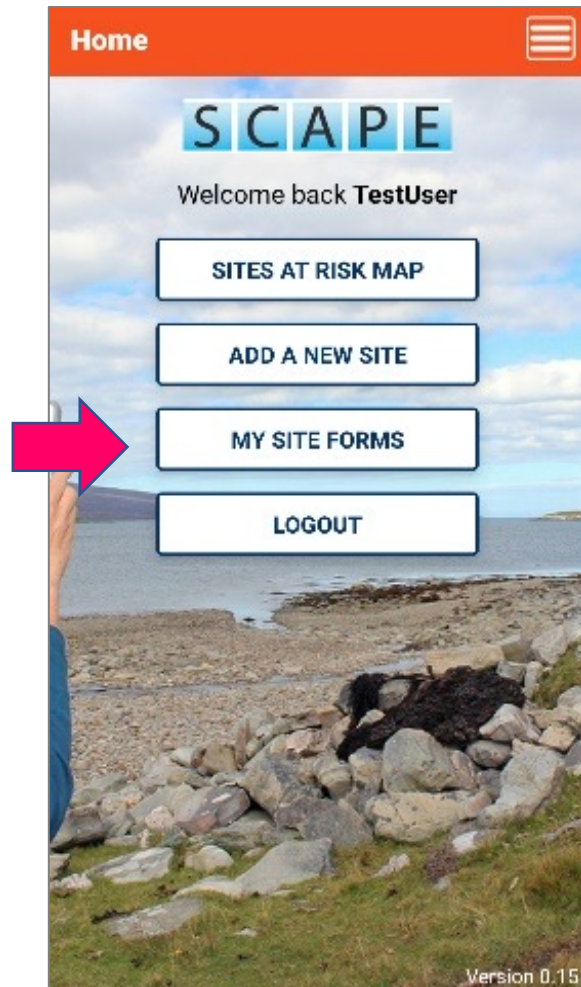 Home
SCAPE
Welcome back TestUser
SITES AT RISK MAP
ADD A NEW SITE
MY SITE FORMS
LOGOUT
Version 0.15